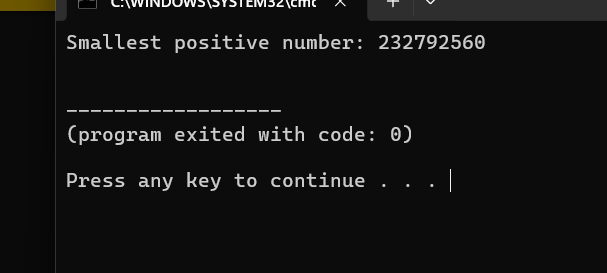 C:\WINDOWS\SYSTEM32\cmd
Smallest positive number: 232792560
------------------
(program exited with code: 0)
Press any key to continue . . .